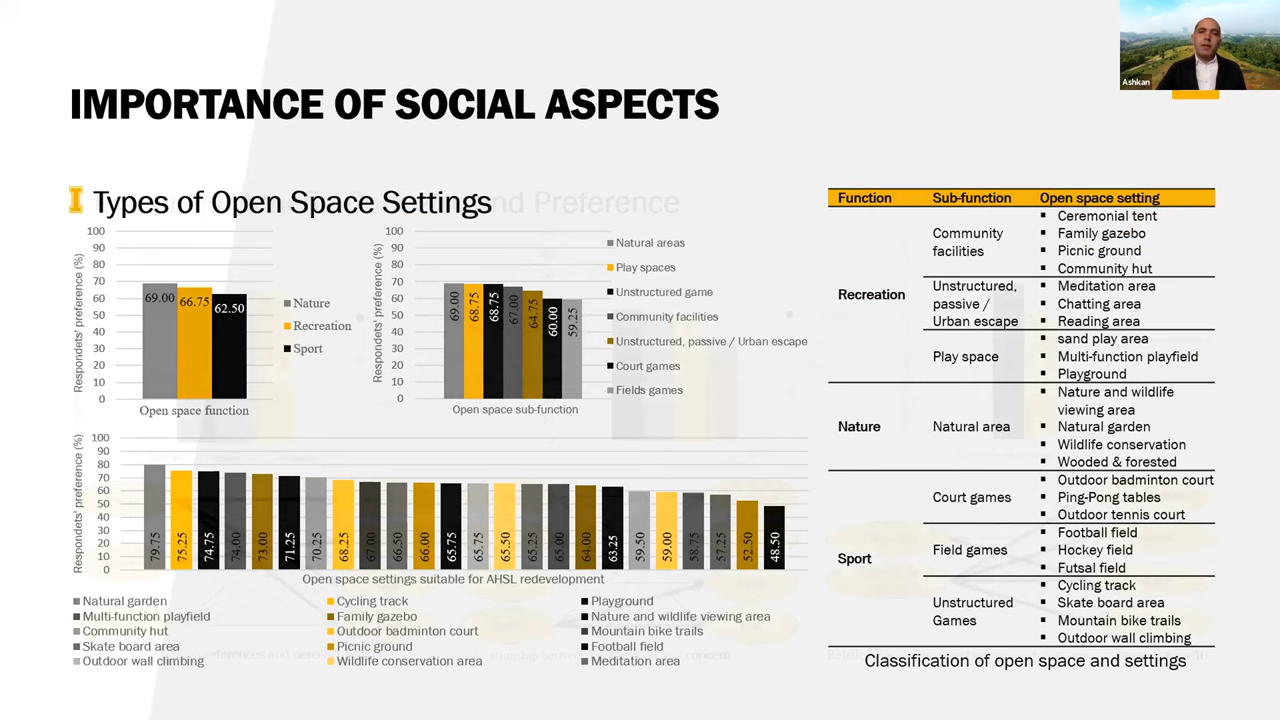 Ashkan
IMPORTANCE OF SOCIAL ASPECTS
I Types of Open Space Settings
nd Preference
100
90
80
70
60
50
40
30
20
10
0
Respondets' preference (%)
69.00
66.75
62.50
Open space function
Nature
Recreation
Sport
100
90
80
70
60
50
40
30
20
10
0
Respondets' preference (%)
69.00
68.75
68.75
67.00
64.75
60.00
59.25
Open space sub-function
Natural areas
Play spaces
Unstructured game
Community facilities
Unstructured, passive / Urban escape
Court games
Fields games
100
90
80
70
60
50
40
30
20
10
0
Respondets' preference (%)
79.75
75.25
74.75
74.00
73.00
71.25
70.25
68.25
67.00
66.50
66.00
65.75
65.75
65.50
65.25
65.00
64.00
63.25
59.50
59.00
58.75
57.25
52.50
48.50
Open space settings suitable for AHSL redevelopment
Natural garden
Cycling track
Playground
Multi-function playfield
Family gazebo
Nature and wildlife viewing area
Community hut
Outdoor badminton court
Mountain bike trails
Skate board area
Picnic ground
Football field
Outdoor wall climbing
Wildlife conservation area
Meditation area
Function Sub-function Open space setting
Recreation
Community
facilities
▪ Ceremonial tent
▪ Family gazebo
▪ Picnic ground
▪ Community hut
Unstructured,
passive /
Urban escape
▪ Meditation area
▪ Chatting area
▪ Reading area
Play space
▪ sand play area
▪ Multi-function playfield
▪ Playground
Nature
Natural area
▪ Nature and wildlife
viewing area
▪ Natural garden
▪ Wildlife conservation
▪ Wooded & forested
Sport
Court games
▪ Outdoor badminton court
▪ Ping-Pong tables
▪ Outdoor tennis court
Field games
▪ Football field
▪ Hockey field
▪ Futsal field
Unstructured
Games
▪ Cycling track
▪ Skate board area
▪ Mountain bike trails
▪ Outdoor wall climbing
Classification of open space and settings